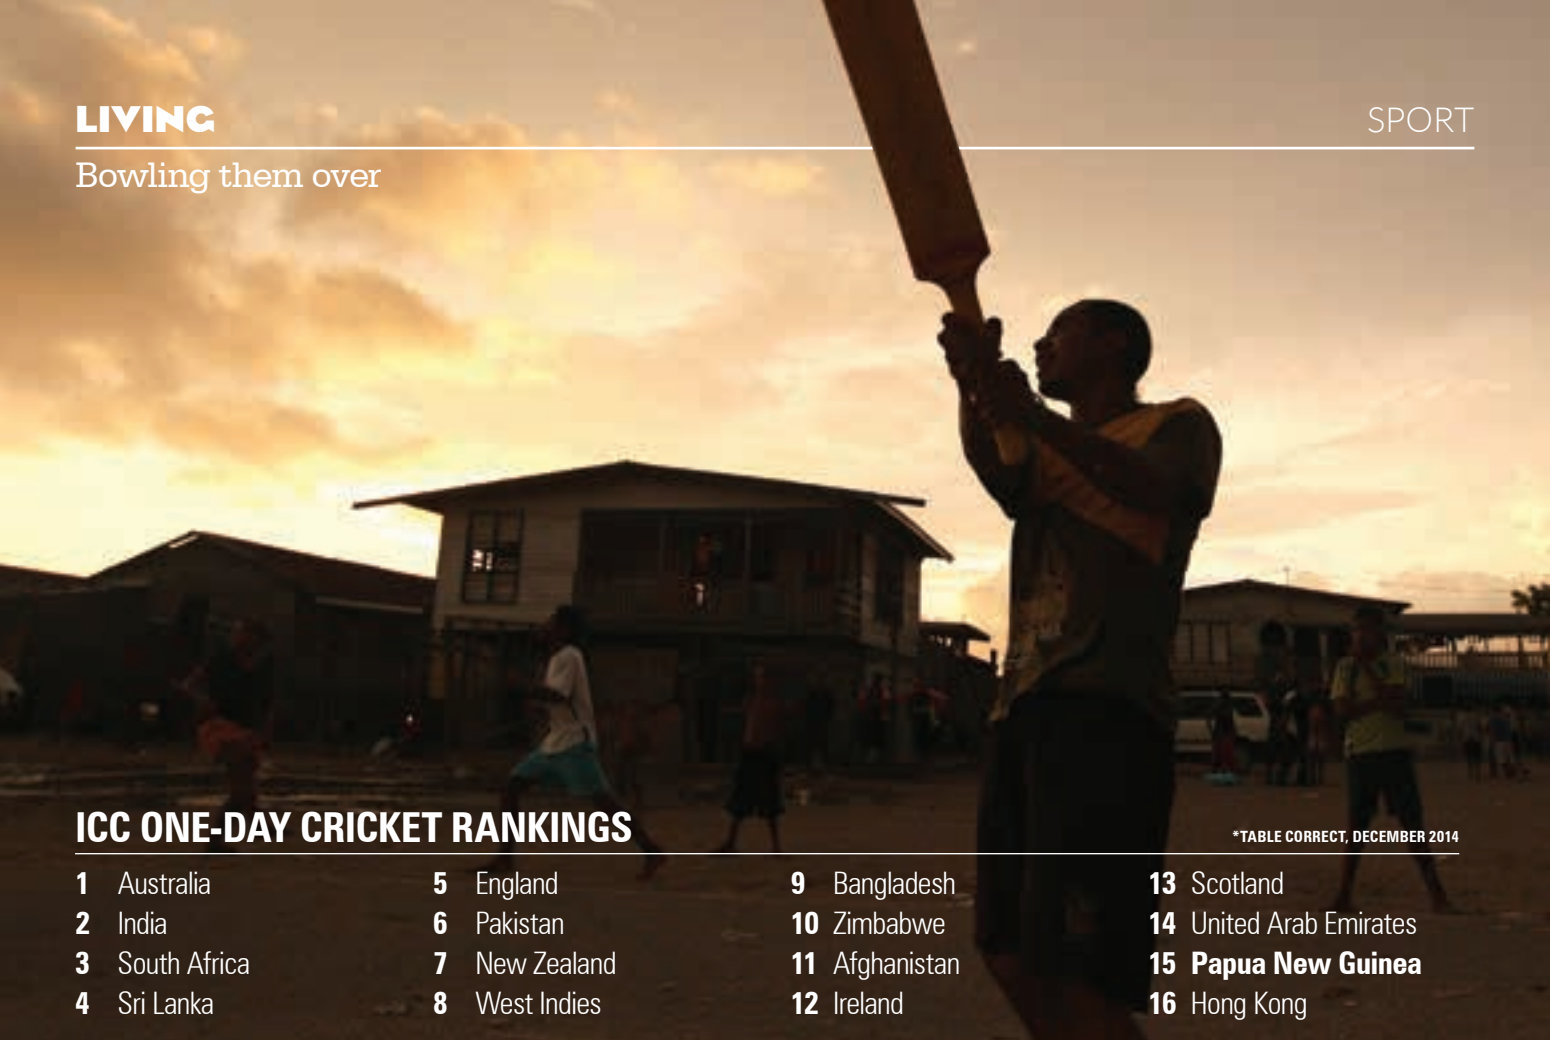 LIVING
SPORT
Bowling them over
ICC ONE-DAY CRICKET RANKINGS
*TABLE CORRECT, DECEMBER 2014
1 Australia
2 India
3 South Africa
4 Sri Lanka
5 England
6 Pakistan
7 New Zealand
8 West Indies
9 Bangladesh
10 Zimbabwe
11 Afghanistan
12 Ireland
13 Scotland
14 United Arab Emirates
15 Papua New Guinea
16 Hong Kong